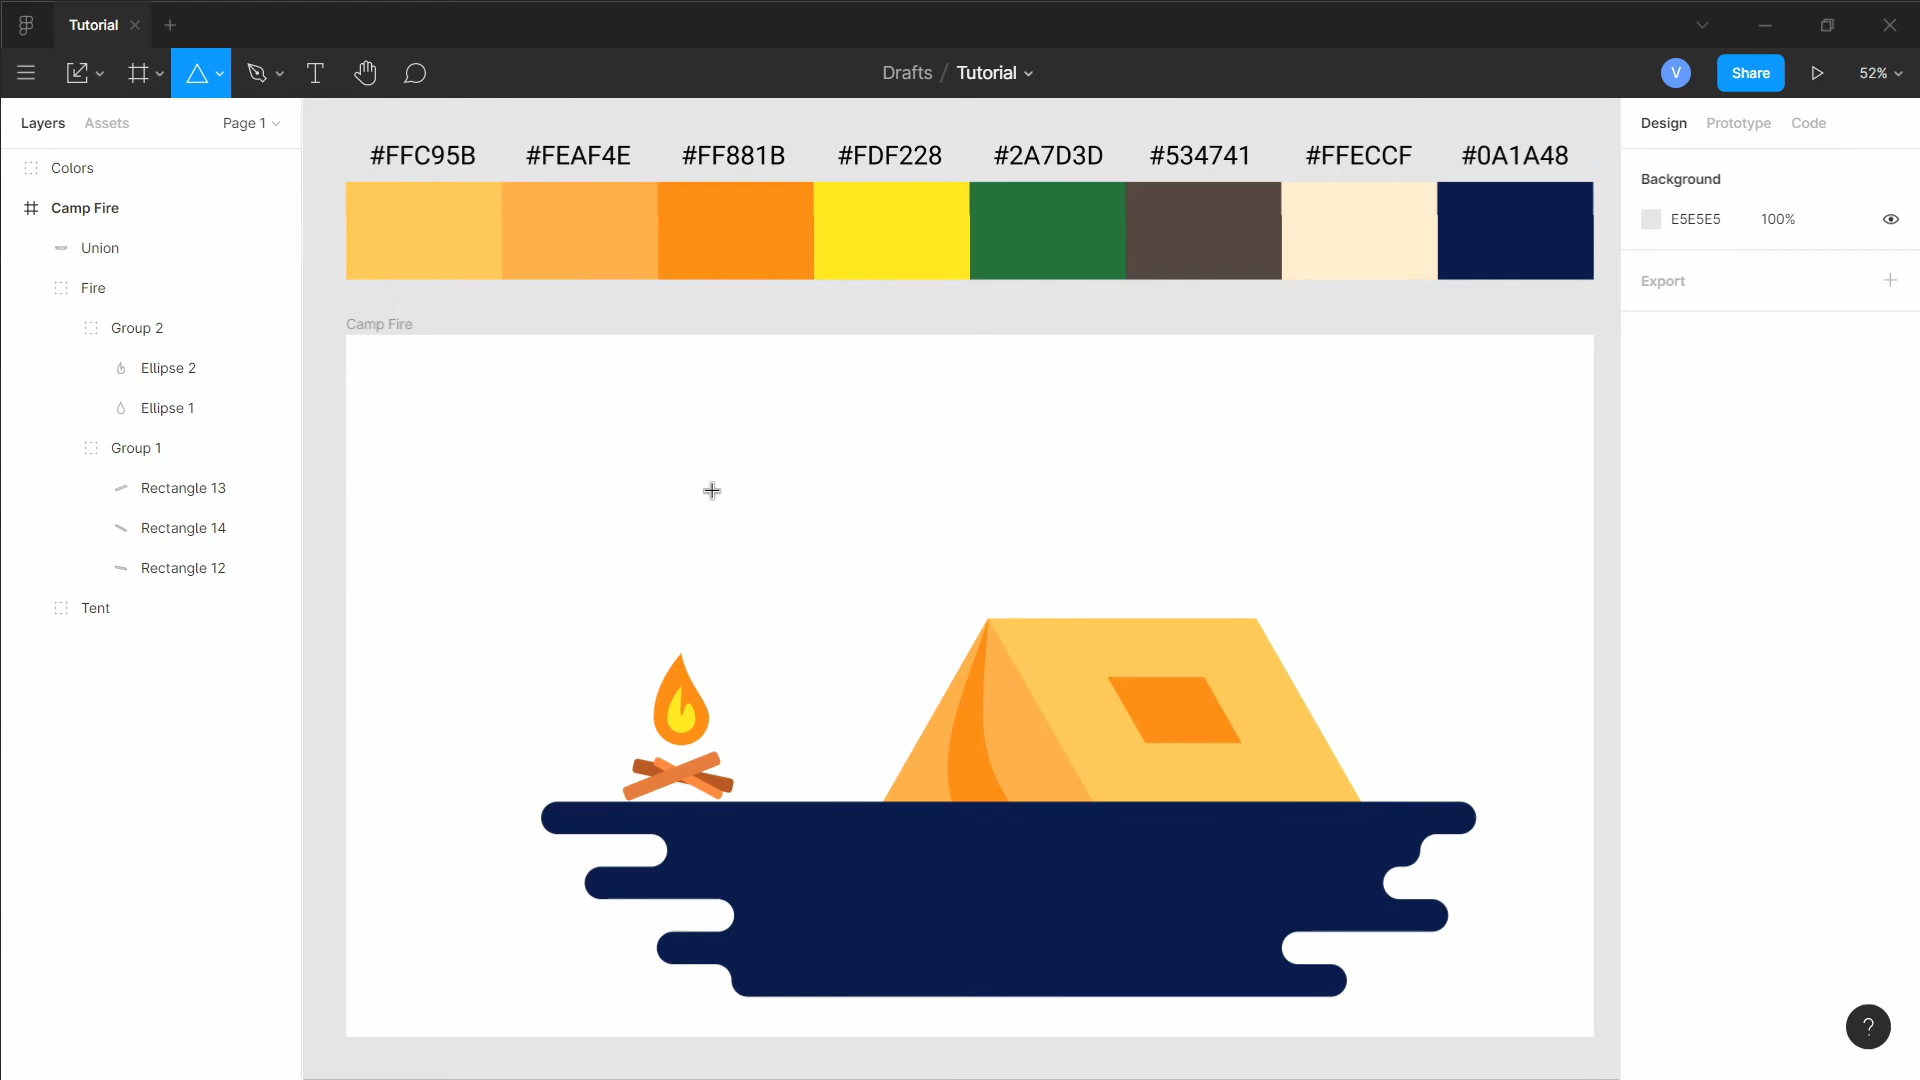 Tutorial
Drafts / Tutorial
V
Share
52%
Layers Assets Page 1
Colors
Camp Fire
Union
Fire
Group 2
Ellipse 2
Ellipse 1
Group 1
Rectangle 13
Rectangle 14
Rectangle 12
Tent
#FFC95B #FEAF4E #FF881B #FDF228 #2A7D3D #534741 #FFECCF #0A1A48
Camp Fire
Design Prototype Code
Background
E5E5E5 100%
Export
?